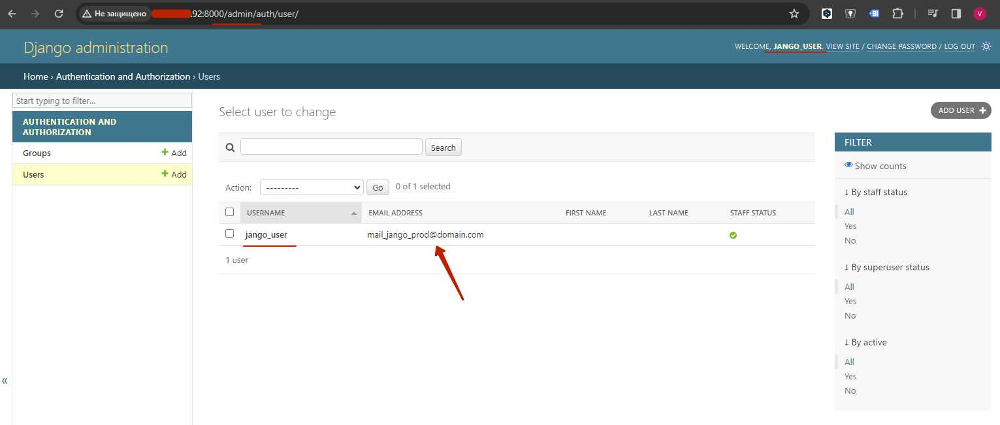 Не защищено .92:8000/admin/auth/user/
V
Django administration
WELCOME, JANGO_USER. VIEW SITE / CHANGE PASSWORD / LOG OUT
Home › Authentication and Authorization › Users
Start typing to filter...
AUTHENTICATION AND
AUTHORIZATION
Groups + Add
Users + Add
«
Select user to change
ADD USER +
Search
Action: --------- Go 0 of 1 selected
USERNAME EMAIL ADDRESS FIRST NAME LAST NAME STAFF STATUS
jango_user mail_jango_prod@domain.com
1 user
FILTER
Show counts
↓ By staff status
All
Yes
No
↓ By superuser status
All
Yes
No
↓ By active
All
Yes
No